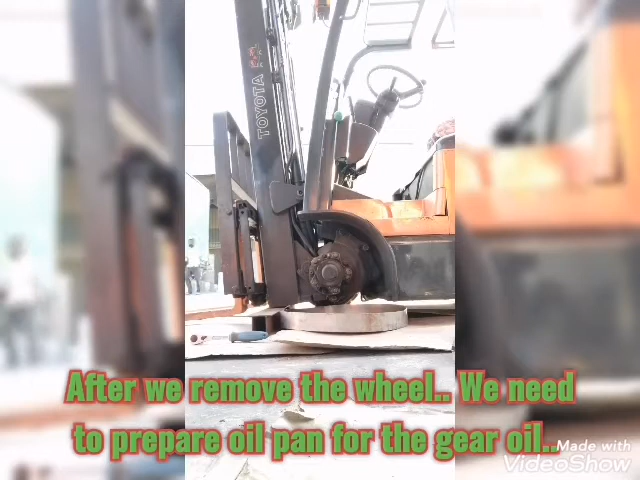 TOYOTA
After we remove the wheel.. We need
to prepare oil pan for the gear oil...
Made with
VideoShow